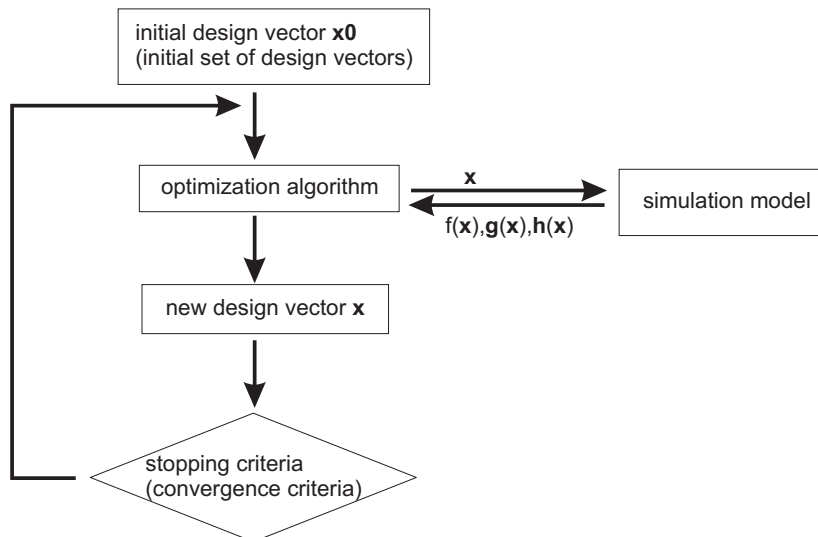 initial design vector x0
(initial set of design vectors)
optimization algorithm
x
f(x),g(x),h(x)
simulation model
new design vector x
stopping criteria
(convergence criteria)